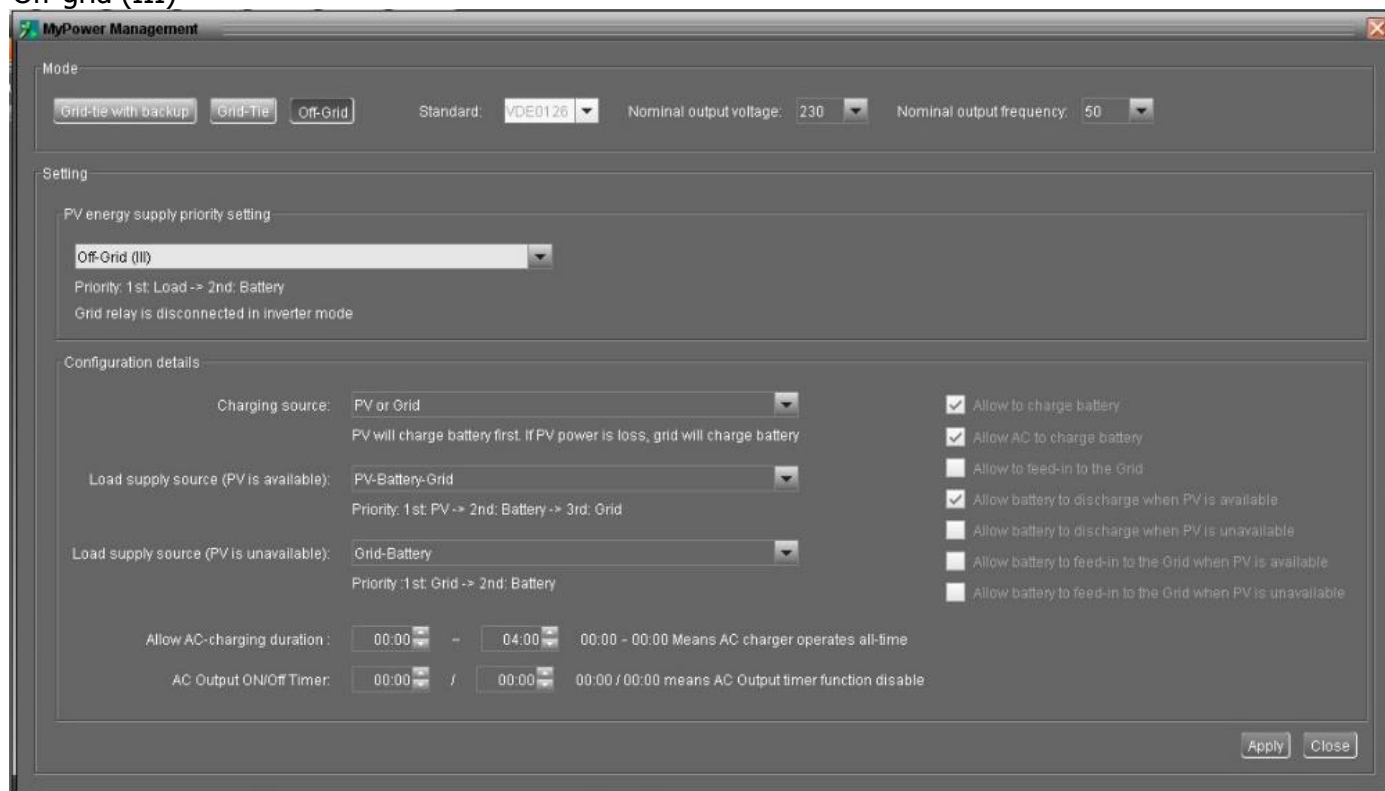 Off-grid (III)
MyPower Management
Mode
Grid-tie with backup Grid-Tie Off-Grid Standard: VDE0126 Nominal output voltage: 230 Nominal output frequency: 50
Setting
PV energy supply priority setting
Off-Grid (III)
Priority: 1st: Load -> 2nd: Battery
Grid relay is disconnected in inverter mode
Configuration details
Charging source: PV or Grid
PV will charge battery first. If PV power is loss, grid will charge battery
Load supply source (PV is available): PV-Battery-Grid
Priority: 1st: PV -> 2nd: Battery -> 3rd: Grid
Load supply source (PV is unavailable): Grid-Battery
Priority :1st: Grid -> 2nd: Battery
Allow to charge battery
Allow AC to charge battery
Allow to feed-in to the Grid
Allow battery to discharge when PV is available
Allow battery to discharge when PV is unavailable
Allow battery to feed-in to the Grid when PV is available
Allow battery to feed-in to the Grid when PV is unavailable
Allow AC-charging duration : 00:00 – 04:00 00:00 – 00:00 Means AC charger operates all-time
AC Output ON/Off Timer: 00:00 / 00:00 00:00 / 00:00 means AC Output timer function disable
Apply Close